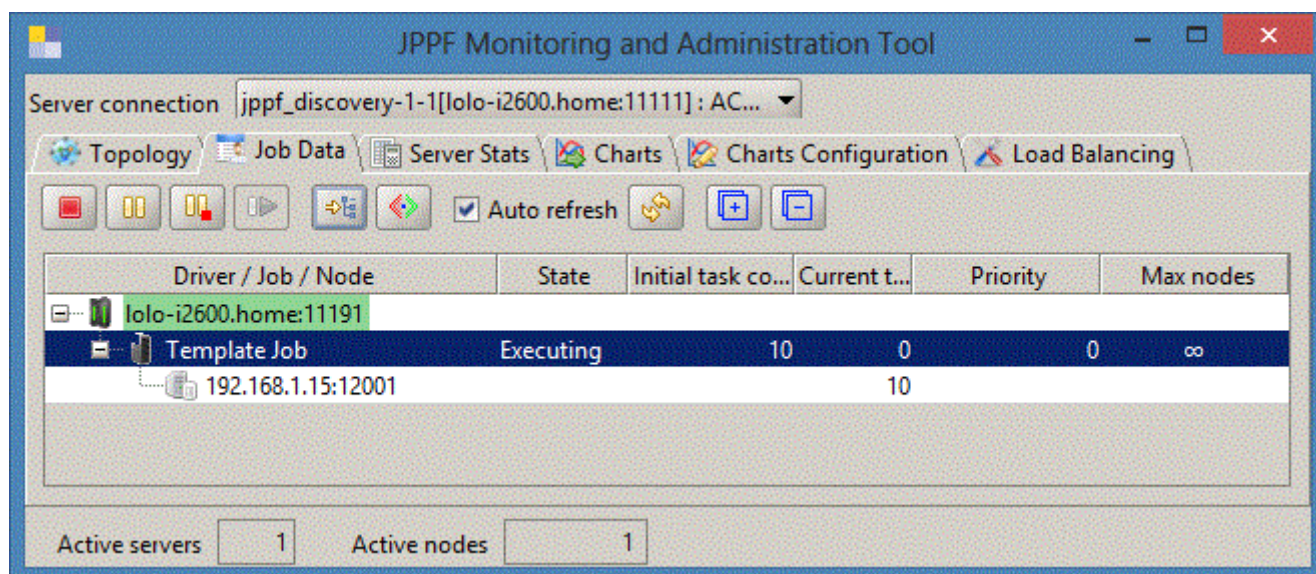 JPPF Monitoring and Administration Tool
Server connection jppf_discovery-1-1[lolo-i2600.home:11111] : AC...
Topology Job Data Server Stats Charts Charts Configuration Load Balancing
Auto refresh
Driver / Job / Node State Initial task co... Current t... Priority Max nodes
lolo-i2600.home:11191
Template Job Executing 10 0 0 ∞
192.168.1.15:12001 10
Active servers 1 Active nodes 1